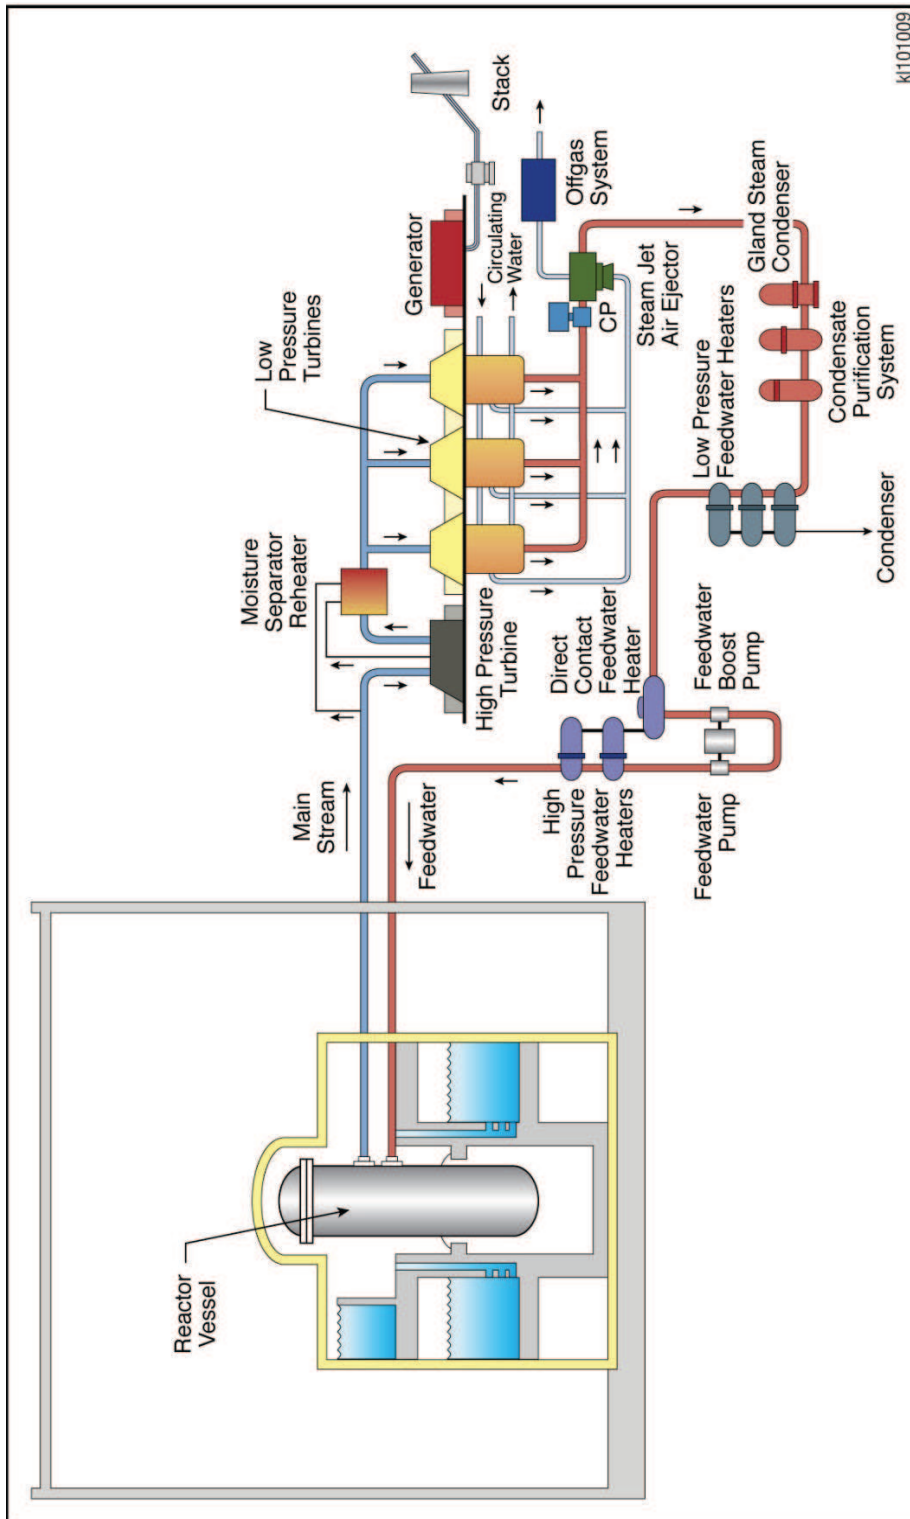 Reactor
Vessel
Main
Stream
Feedwater
Moisture
Separator
Reheater
High Pressure
Turbine
Low
Pressure
Turbines
Generator
Stack
Circulating
Water
Offgas
System
CP
Steam Jet
Air Ejector
Gland Steam
Condenser
Condensate
Purification
System
Low Pressure
Feedwater Heaters
Condenser
Direct
Contact
Feedwater
Heater
High
Pressure
Feedwater
Heaters
Feedwater
Boost
Pump
Feedwater
Pump
kl101009